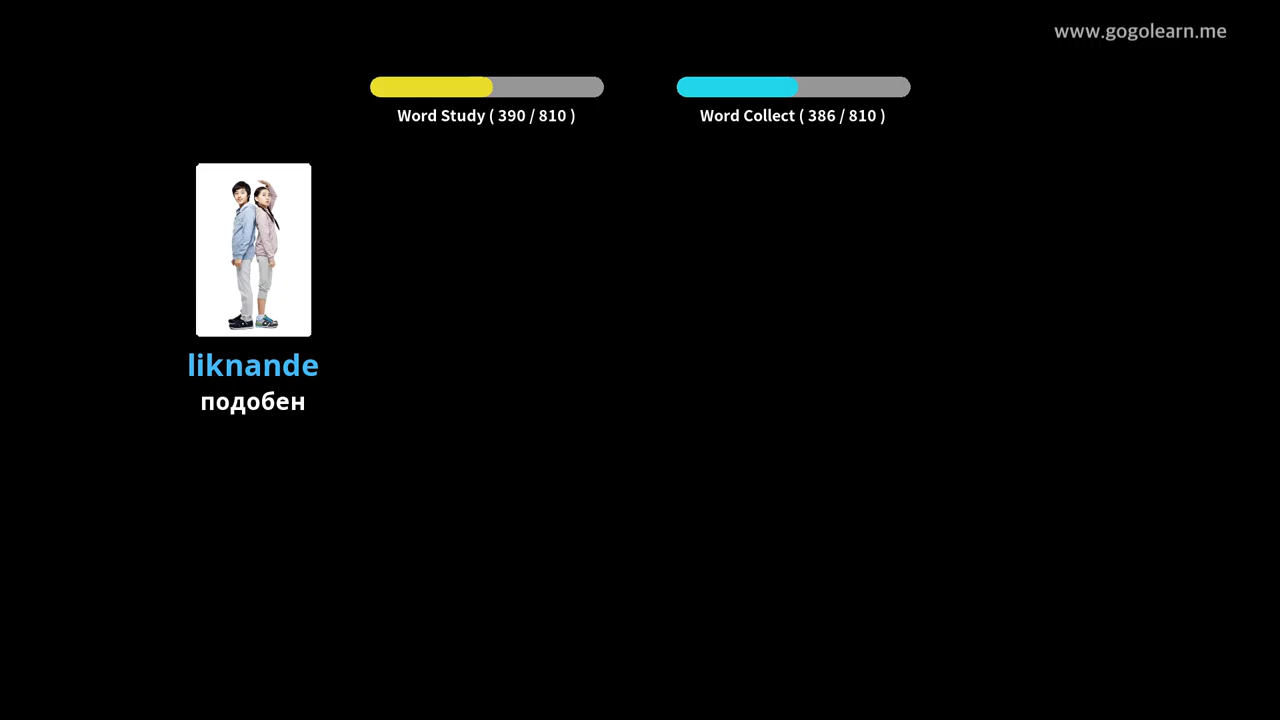 www.gogolearn.me
Word Study ( 390 / 810 )
Word Collect ( 386 / 810 )
liknande
подобен